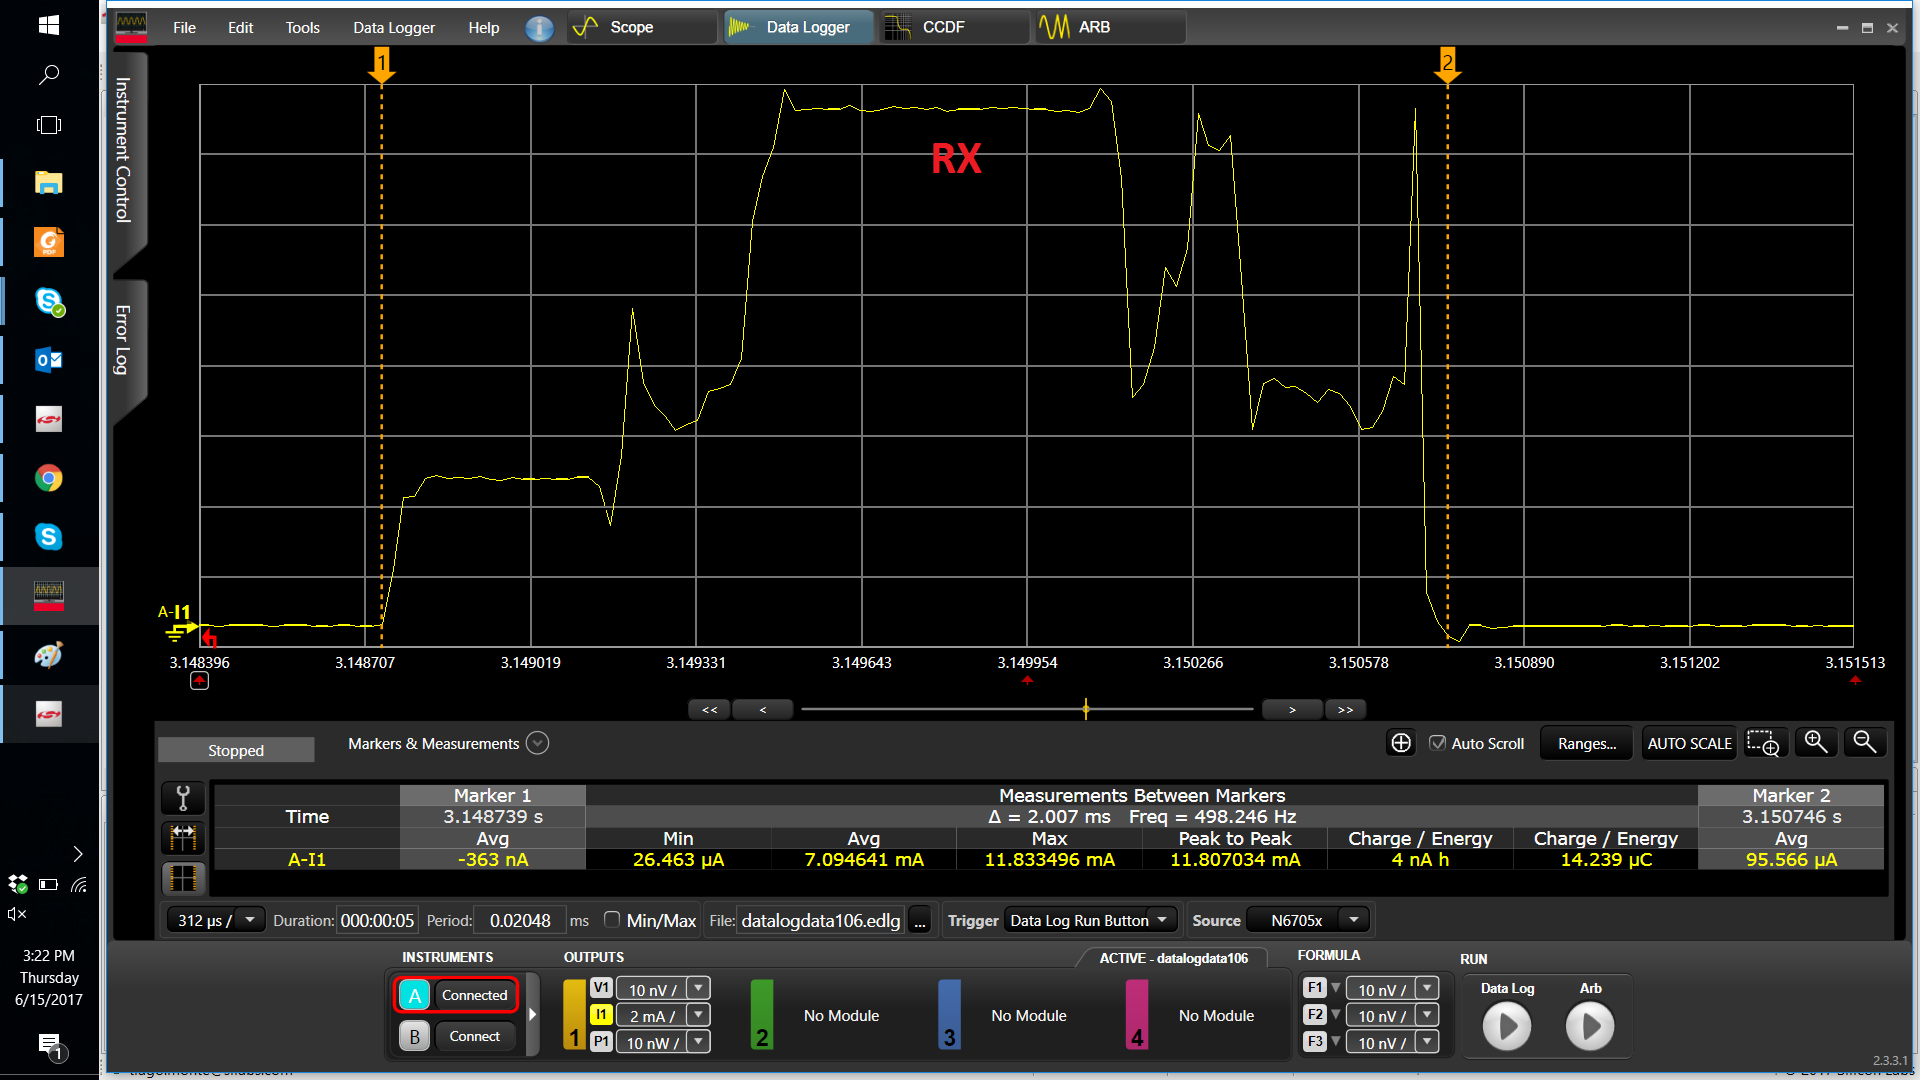 File Edit Tools Data Logger Help Scope Data Logger CCDF ARB
1 2
Instrument Control
Error Log
RX
A-I1
3.148396 3.148707 3.149019 3.149331 3.149643 3.149954 3.150266 3.150578 3.150890 3.151202 3.151513
<< < > >>
Stopped Markers & Measurements Auto Scroll Ranges... AUTO SCALE
Marker 1 Measurements Between Markers Marker 2
Time 3.148739 s Δ = 2.007 ms Freq = 498.246 Hz 3.150746 s
Avg Min Avg Max Peak to Peak Charge / Energy Charge / Energy Avg
A-I1 -363 nA 26.463 µA 7.094641 mA 11.833496 mA 11.807034 mA 4 nA h 14.239 µC 95.566 µA
312 µs / Duration: 000:00:05 Period: 0.02048 ms Min/Max File: datalogdata106.edlg ... Trigger Data Log Run Button Source N6705x
INSTRUMENTS OUTPUTS ACTIVE - datalogdata106 FORMULA RUN
A Connected
B Connect
1 V1 10 nV /
I1 2 mA /
P1 10 nW /
2 No Module
3 No Module
4 No Module
F1 10 nV /
F2 10 nV /
F3 10 nV /
Data Log Arb
2.3.3.1
3:22 PM
Thursday
6/15/2017
1